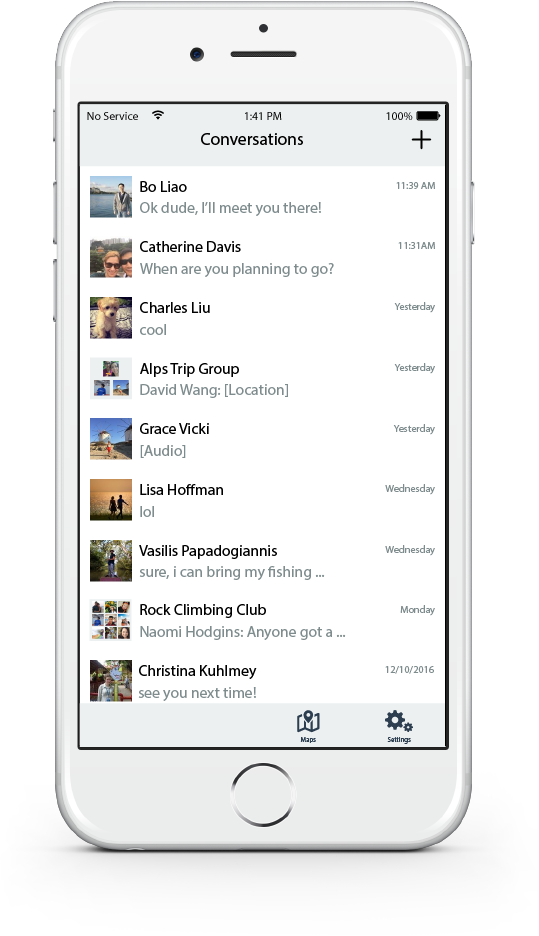 No Service 1:41 PM 100%
Conversations
Bo Liao 11:39 AM
Ok dude, I'll meet you there!
Catherine Davis 11:31AM
When are you planning to go?
Charles Liu Yesterday
cool
Alps Trip Group Yesterday
David Wang: [Location]
Grace Vicki Yesterday
[Audio]
Lisa Hoffman Wednesday
lol
Vasilis Papadogiannis Wednesday
sure, i can bring my fishing ...
Rock Climbing Club Monday
Naomi Hodgins: Anyone got a ...
Christina Kuhlmey 12/10/2016
see you next time!
Maps Settings